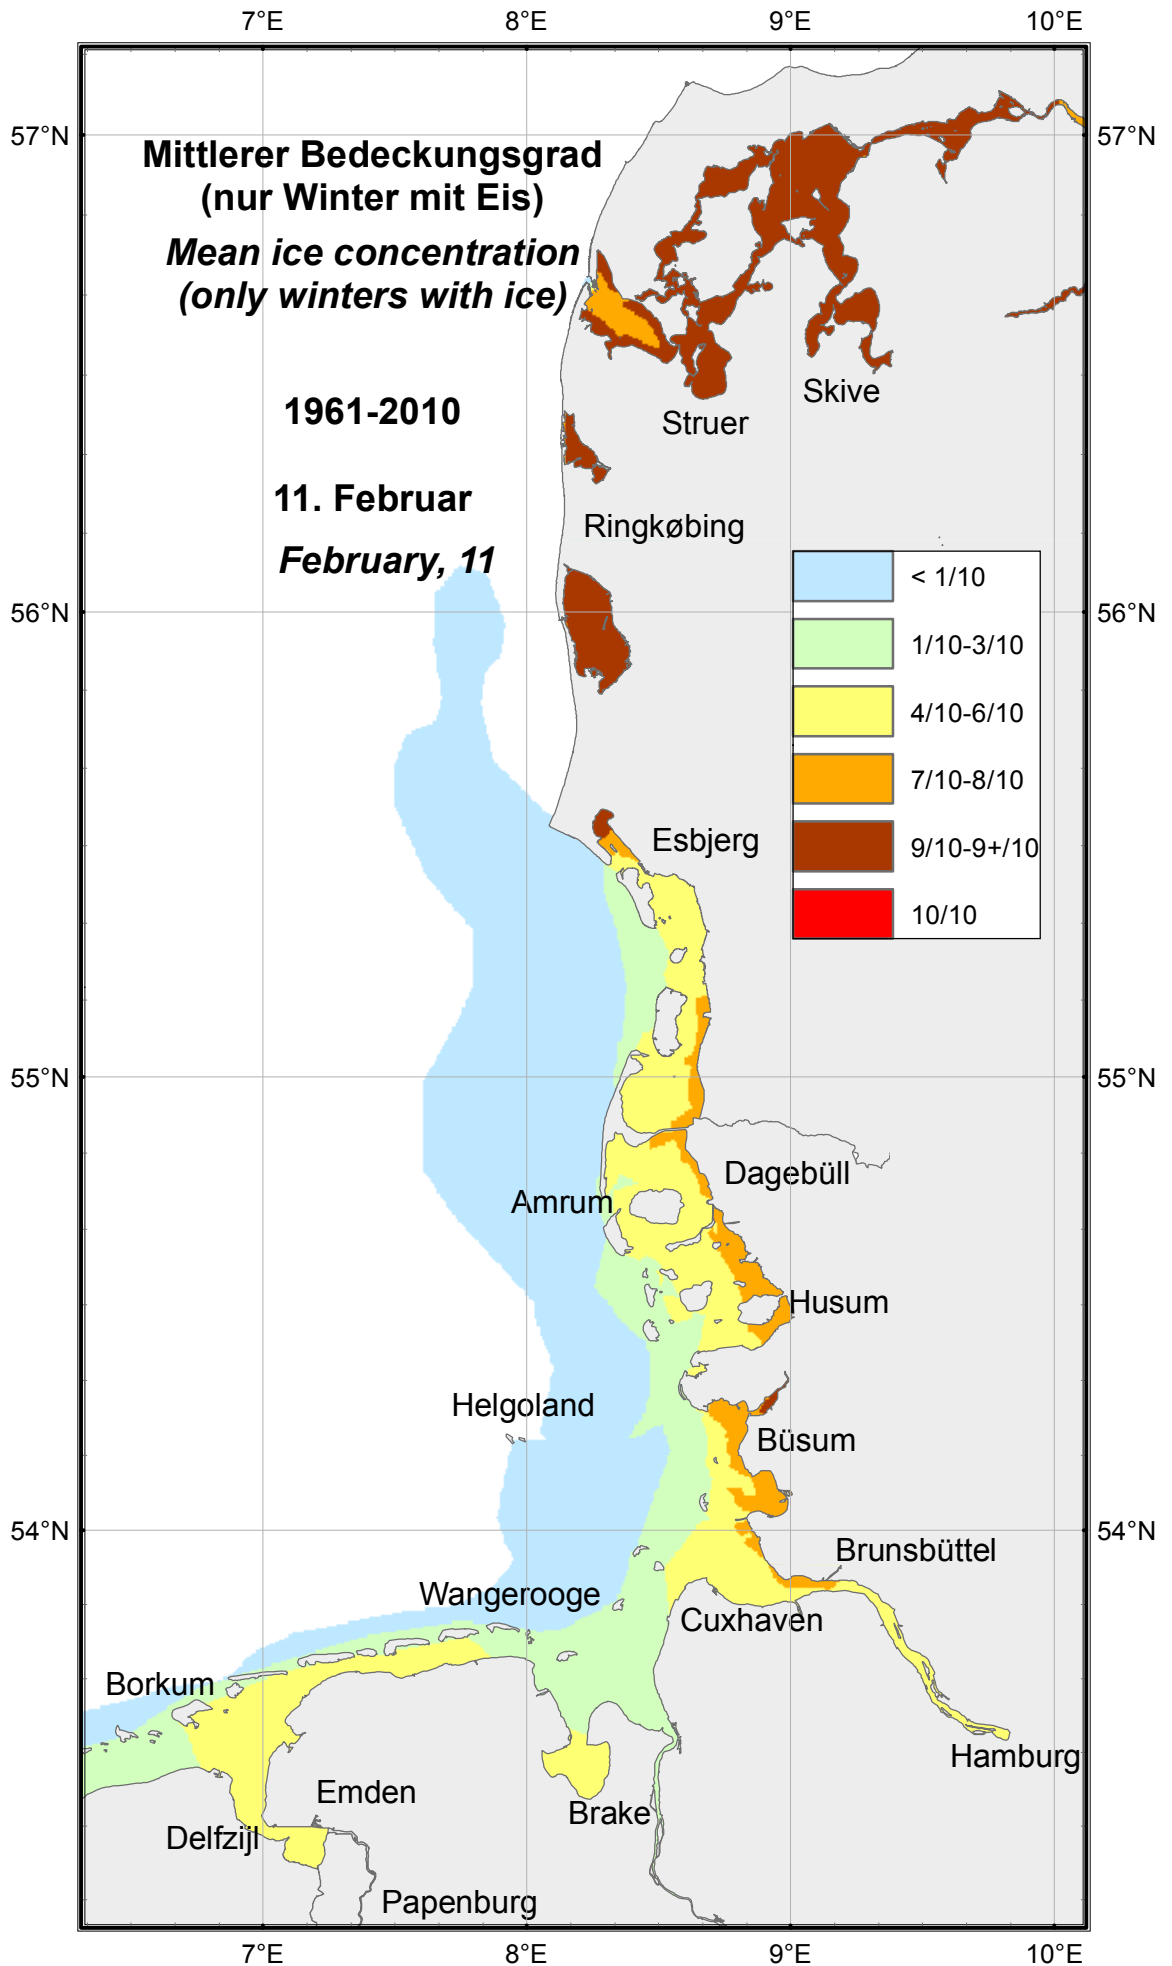 7°E 8°E 9°E 10°E
57°N 57°N
Mittlerer Bedeckungsgrad
(nur Winter mit Eis)
Mean ice concentration
(only winters with ice)
Skive
1961-2010
Struer
11. Februar
Ringkøbing
February, 11
< 1/10
56°N 56°N
1/10-3/10
4/10-6/10
7/10-8/10
Esbjerg
9/10-9+/10
10/10
55°N 55°N
Dagebüll
Amrum
Husum
Helgoland
Büsum
54°N 54°N
Brunsbüttel
Wangerooge
Cuxhaven
Borkum
Hamburg
Emden
Brake
Delfzijl
Papenburg
7°E 8°E 9°E 10°E